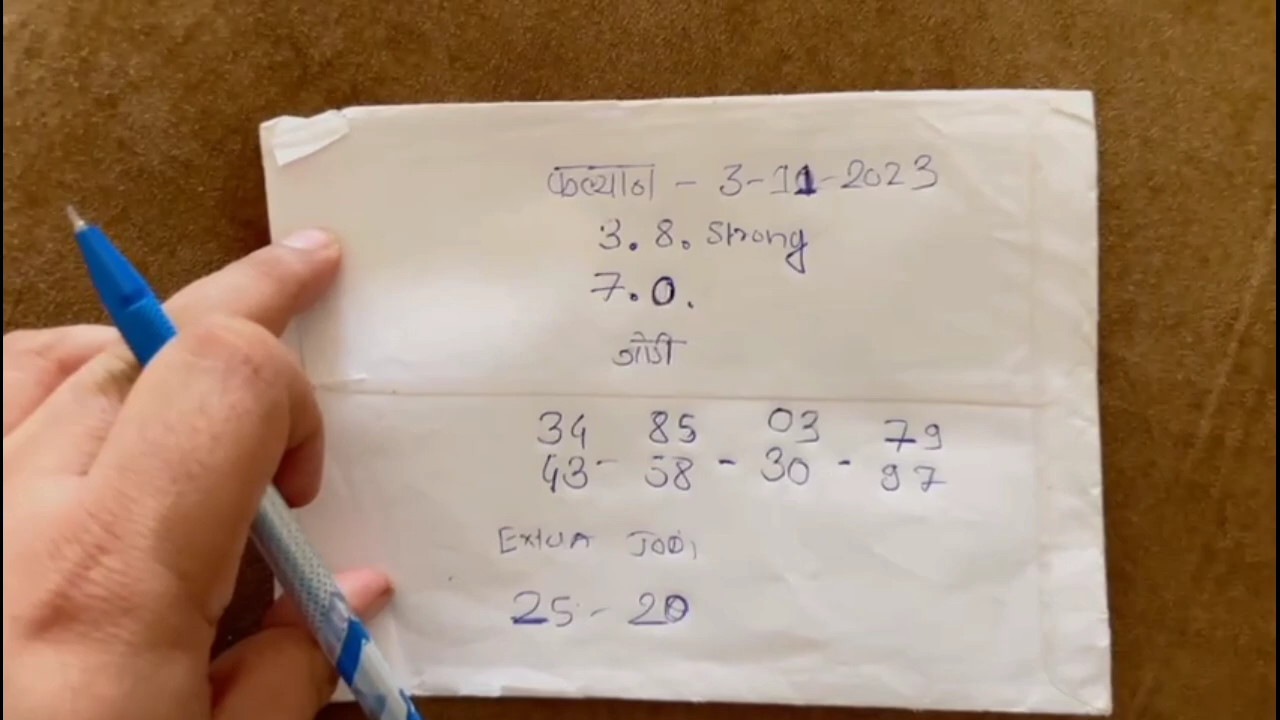 कल्याण - 3-11-2023
3.8. Strong
7.0.
जोडी
34 85 03 79
43 - 58 - 30 - 97
Extra Jodi
25 - 20